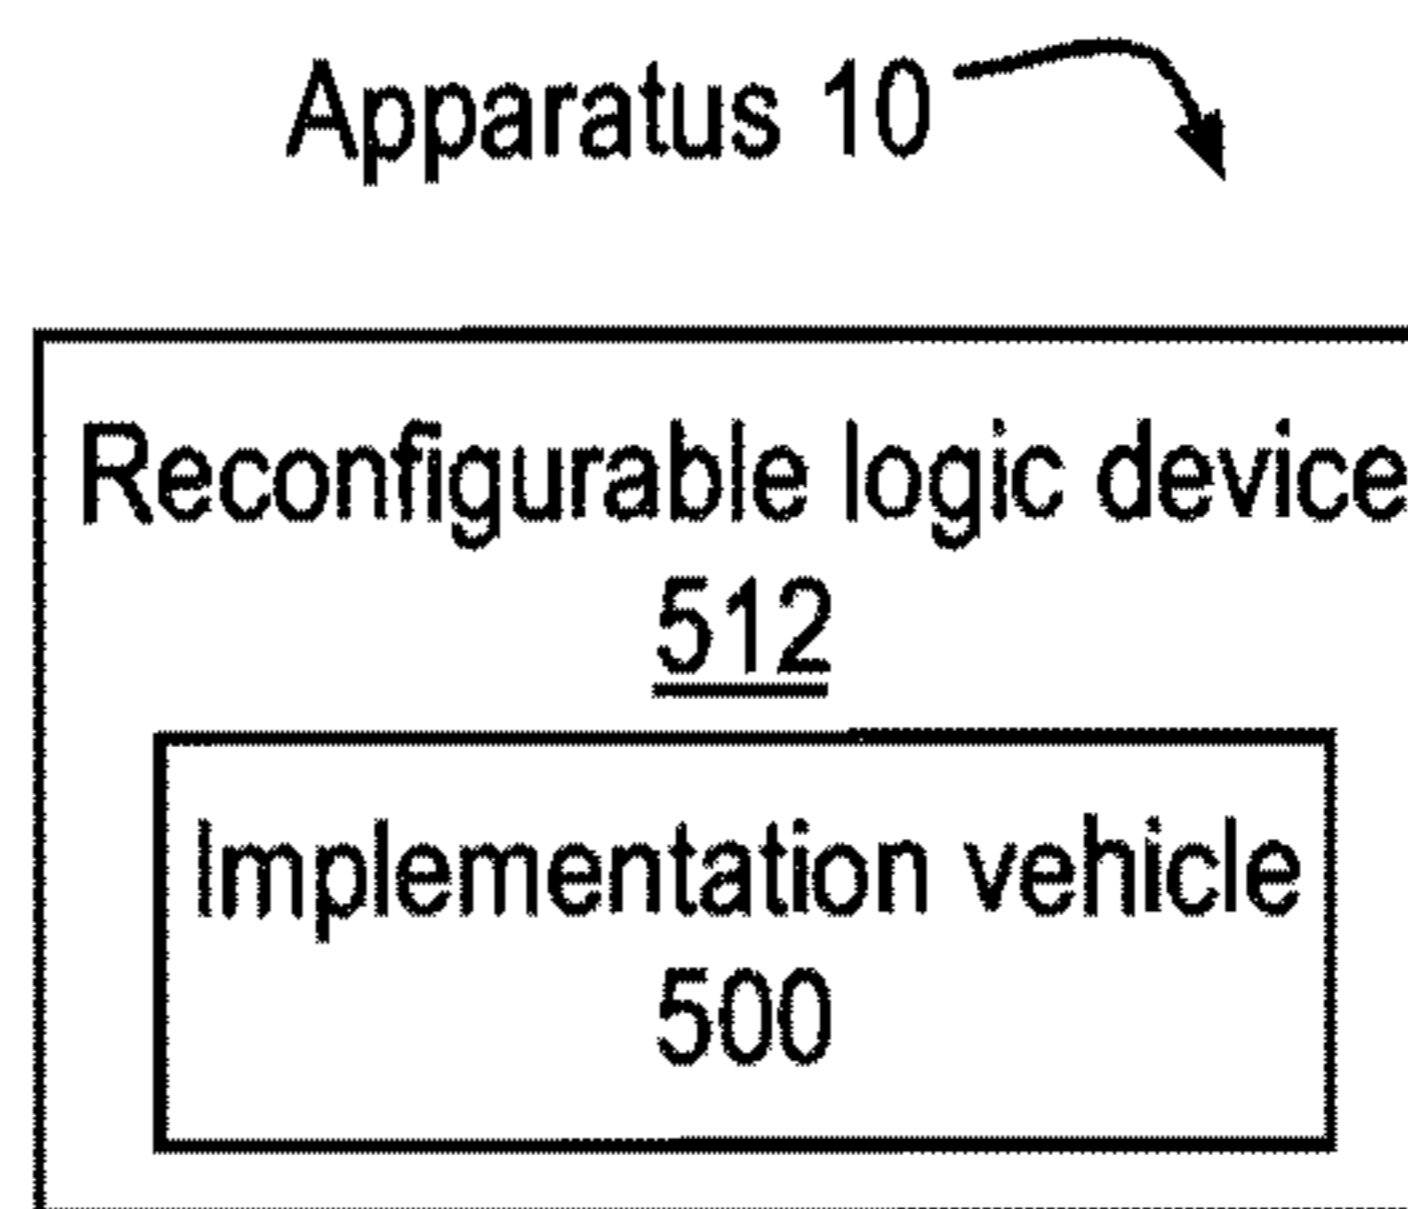 Apparatus 10
Reconfigurable logic device
512
Implementation vehicle
500